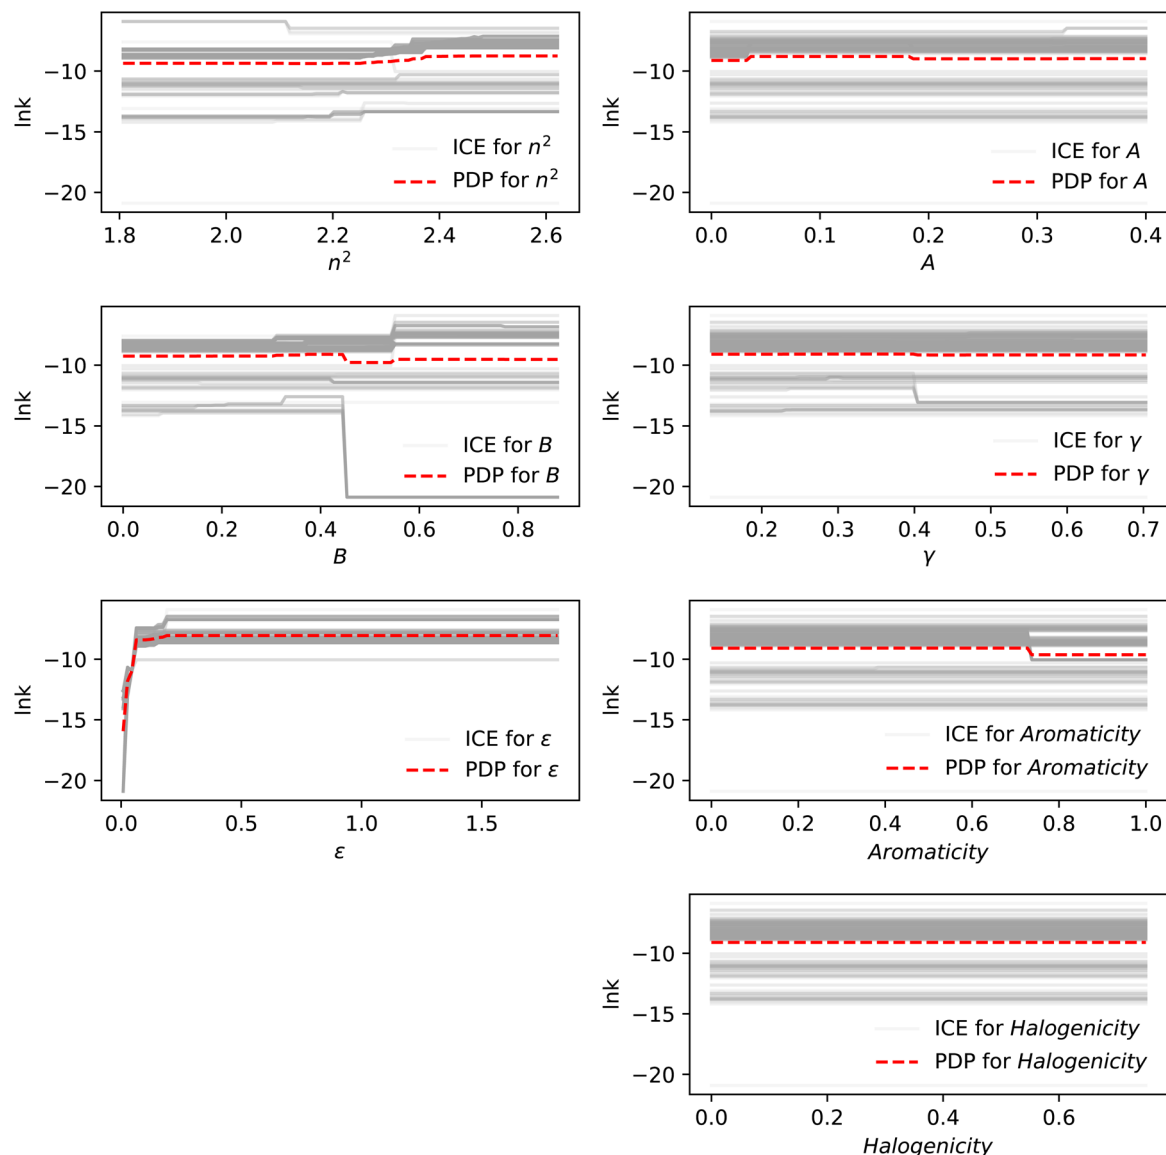 lnk
−10
−15
−20
ICE for n²
PDP for n²
1.8 2.0 2.2 2.4 2.6
n²
lnk
−10
−15
−20
ICE for A
PDP for A
0.0 0.1 0.2 0.3 0.4
A
lnk
−10
−15
−20
ICE for B
PDP for B
0.0 0.2 0.4 0.6 0.8
B
lnk
−10
−15
−20
ICE for γ
PDP for γ
0.2 0.3 0.4 0.5 0.6 0.7
γ
lnk
−10
−15
−20
ICE for ε
PDP for ε
0.0 0.5 1.0 1.5
ε
lnk
−10
−15
−20
ICE for Aromaticity
PDP for Aromaticity
0.0 0.2 0.4 0.6 0.8 1.0
Aromaticity
lnk
−10
−15
−20
ICE for Halogenicity
PDP for Halogenicity
0.0 0.2 0.4 0.6
Halogenicity